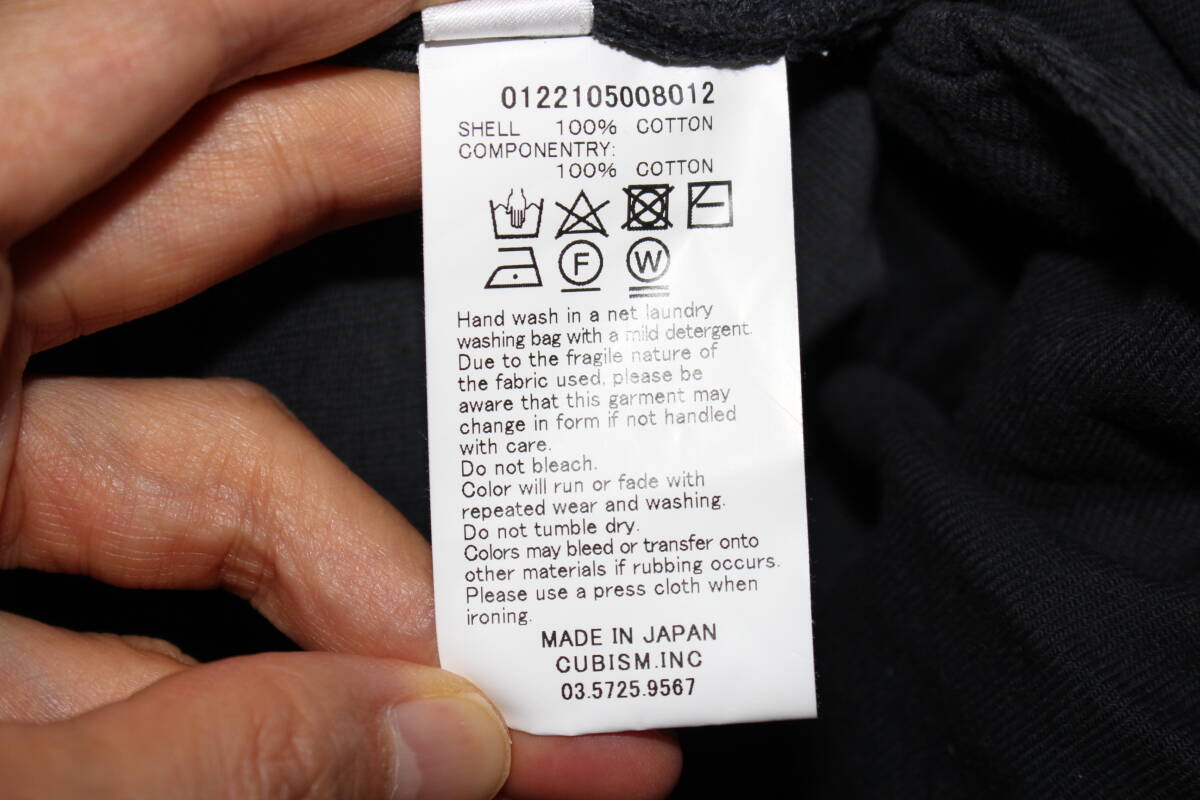 0122105008012
SHELL 100% COTTON
COMPONENTRY:
100% COTTON
F W
Hand wash in a net laundry
washing bag with a mild detergent.
Due to the fragile nature of
the fabric used, please be
aware that this garment may
change in form if not handled
with care.
Do not bleach.
Color will run or fade with
repeated wear and washing.
Do not tumble dry.
Colors may bleed or transfer onto
other materials if rubbing occurs.
Please use a press cloth when
ironing.
MADE IN JAPAN
CUBISM.INC
03.5725.9567